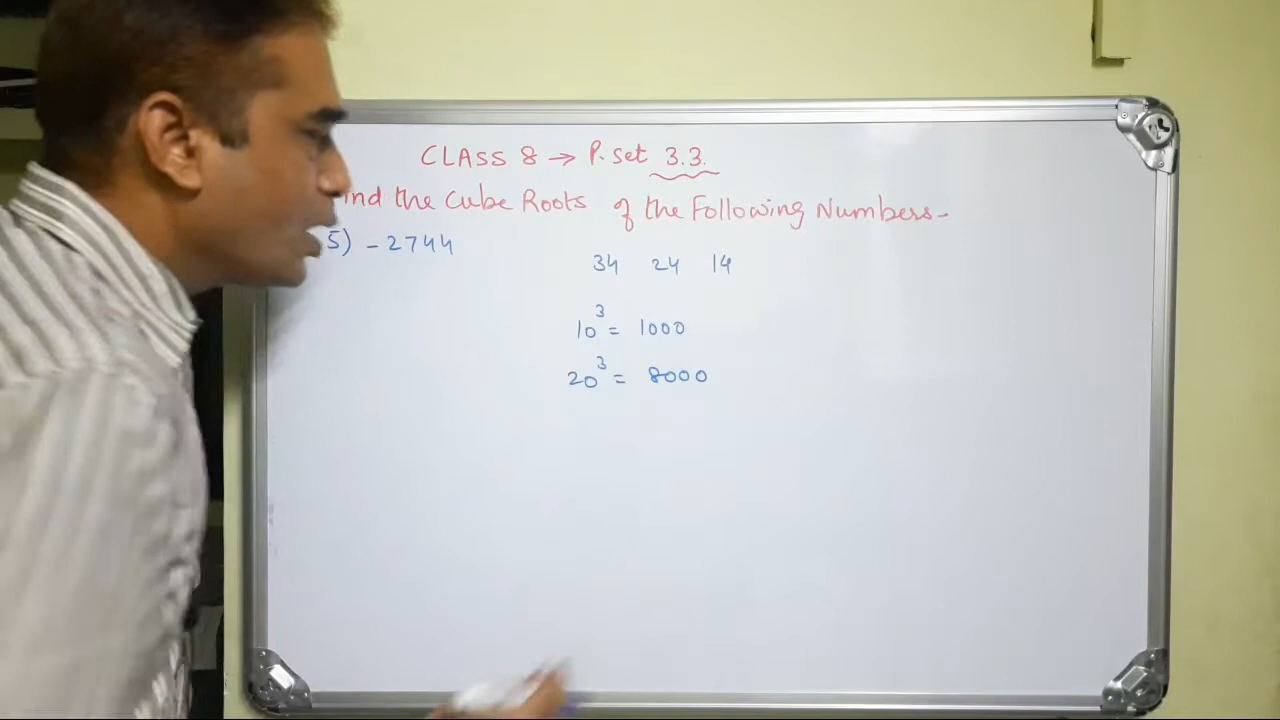 CLASS 8 → P. Set 3.3.
ind the Cube Roots of the Following Numbers-
5) - 2744
34 24 14
10³ = 1000
20³ = 8000